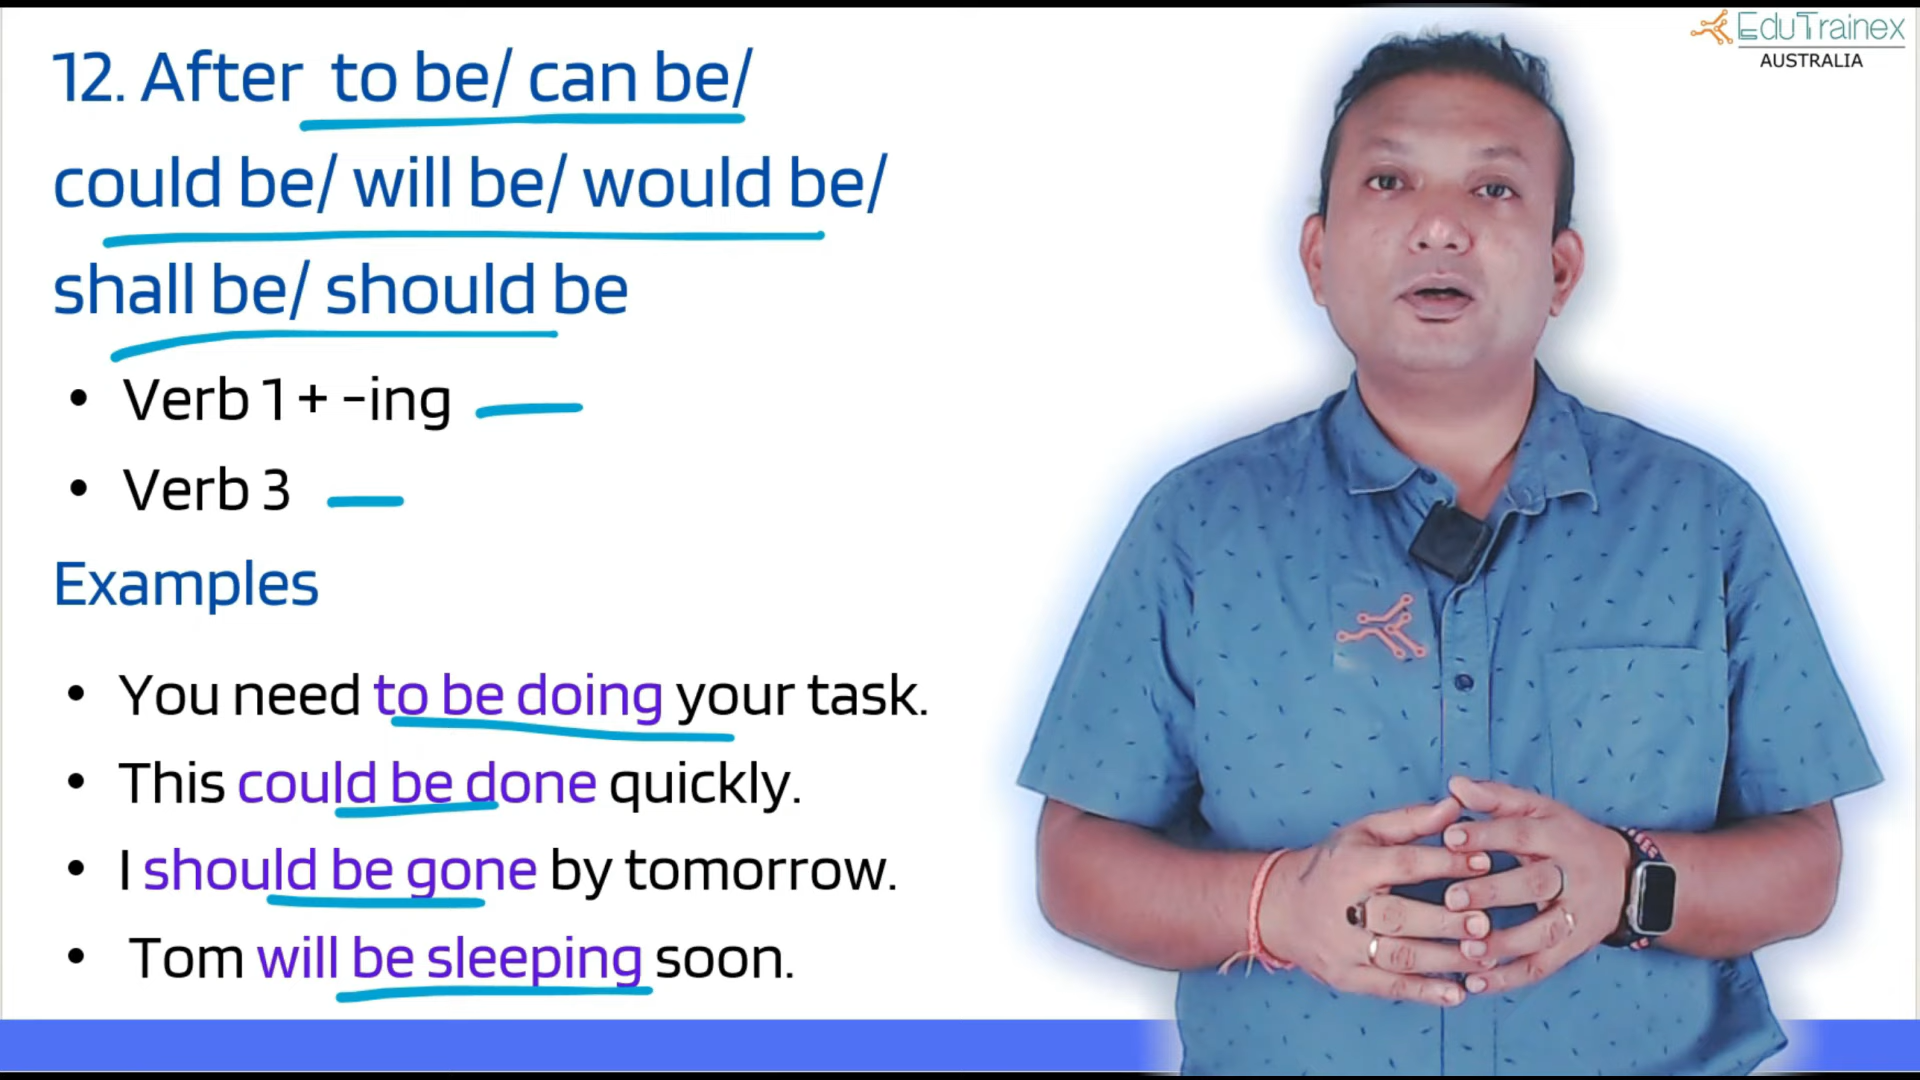 EduTrainex
AUSTRALIA
12. After to be/ can be/
could be/ will be/ would be/
shall be/ should be
• Verb 1 + -ing
• Verb 3
Examples
• You need to be doing your task.
• This could be done quickly.
• I should be gone by tomorrow.
• Tom will be sleeping soon.